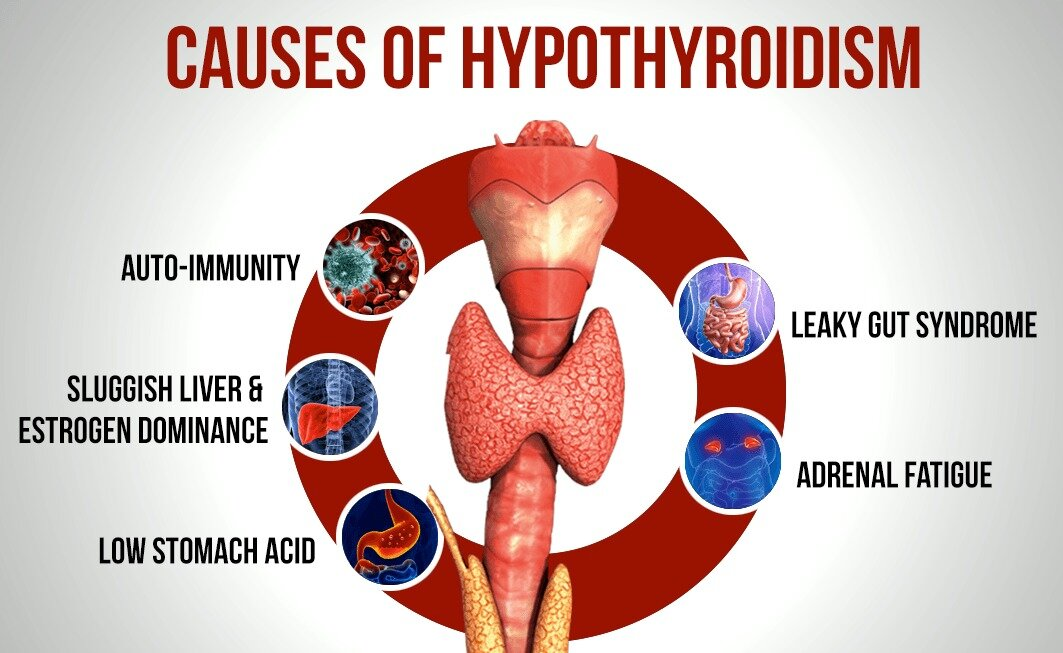 CAUSES OF HYPOTHYROIDISM
AUTO-IMMUNITY
SLUGGISH LIVER &
ESTROGEN DOMINANCE
LOW STOMACH ACID
LEAKY GUT SYNDROME
ADRENAL FATIGUE